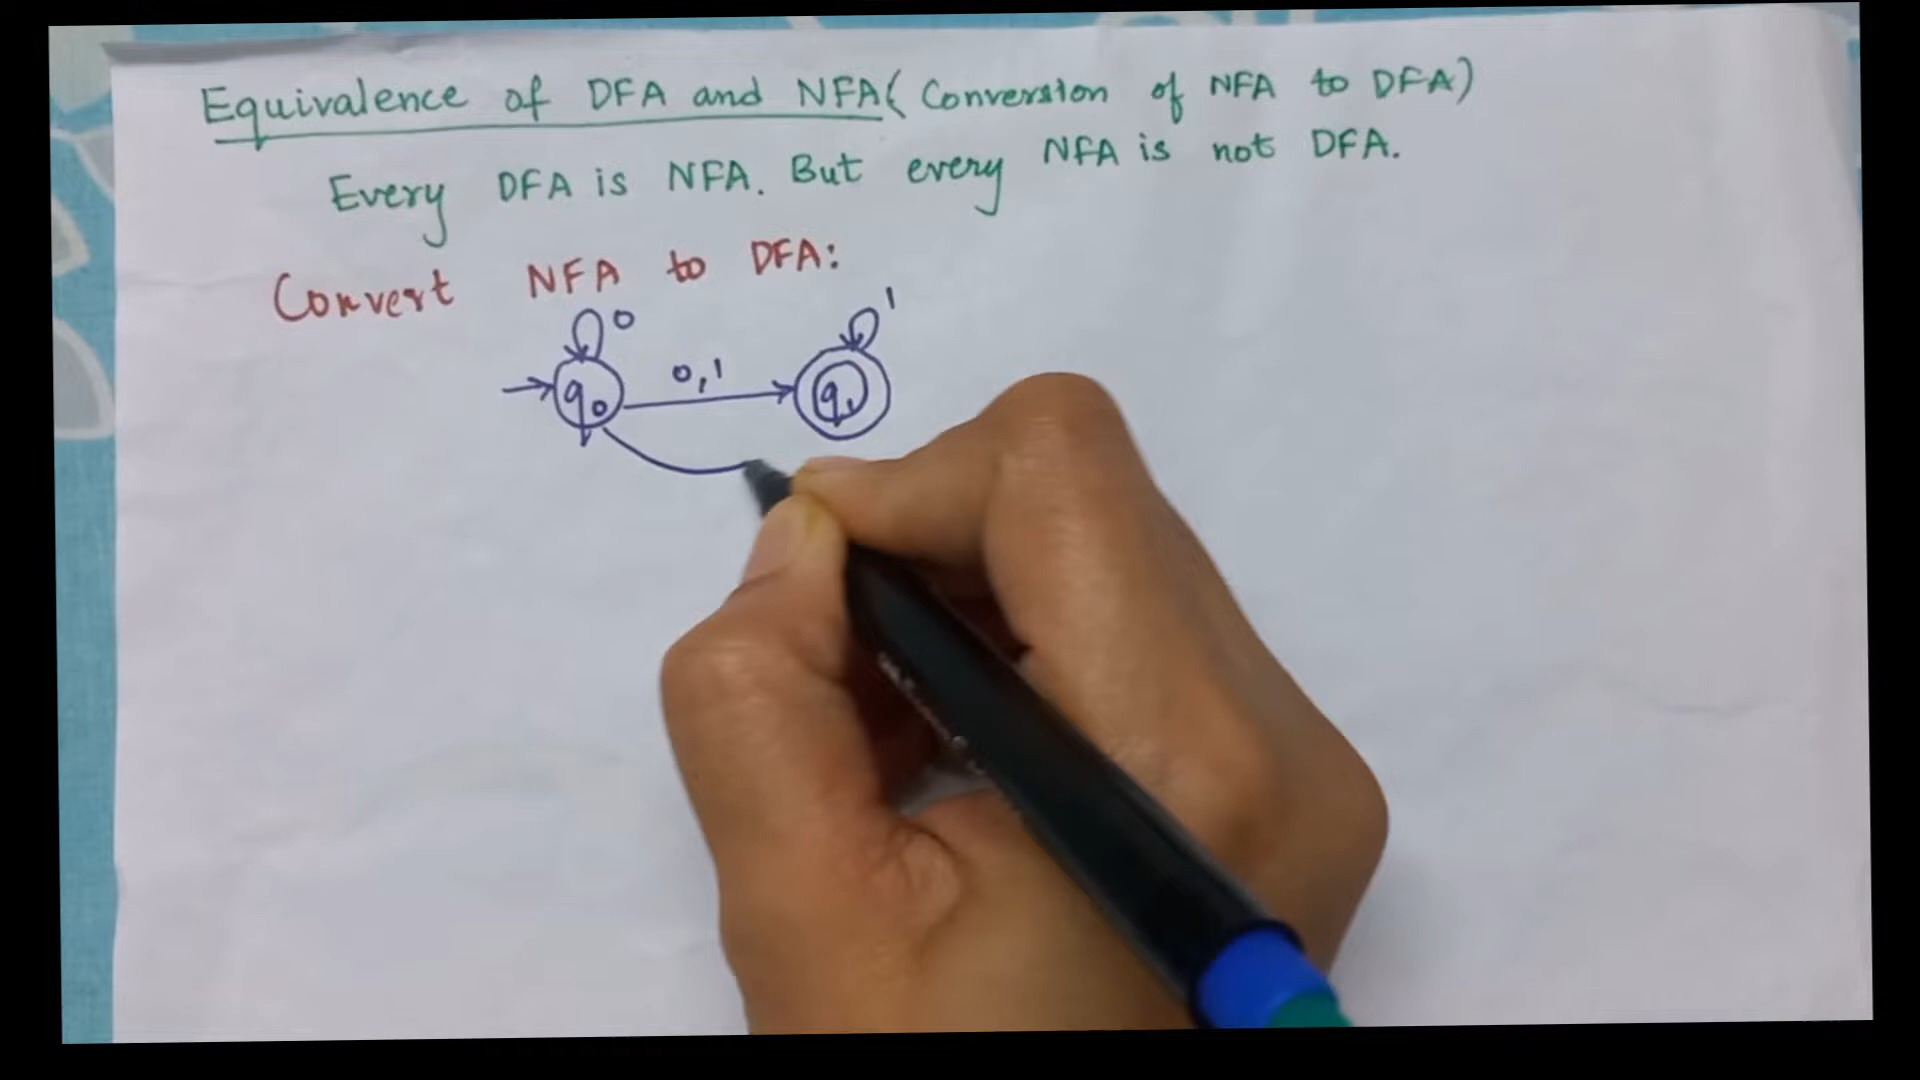 Equivalence of DFA and NFA( Conversion of NFA to DFA)
Every DFA is NFA. But every NFA is not DFA.
Convert NFA to DFA:
0 1
q0 0,1 q1